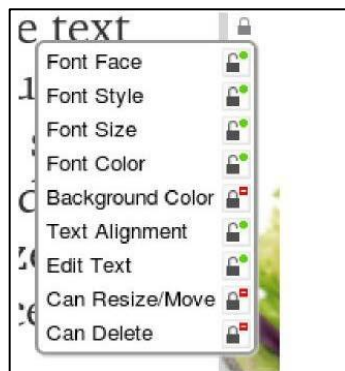 e text
Font Face
Font Style
Font Size
Font Color
Background Color
Text Alignment
Edit Text
Can Resize/Move
Can Delete